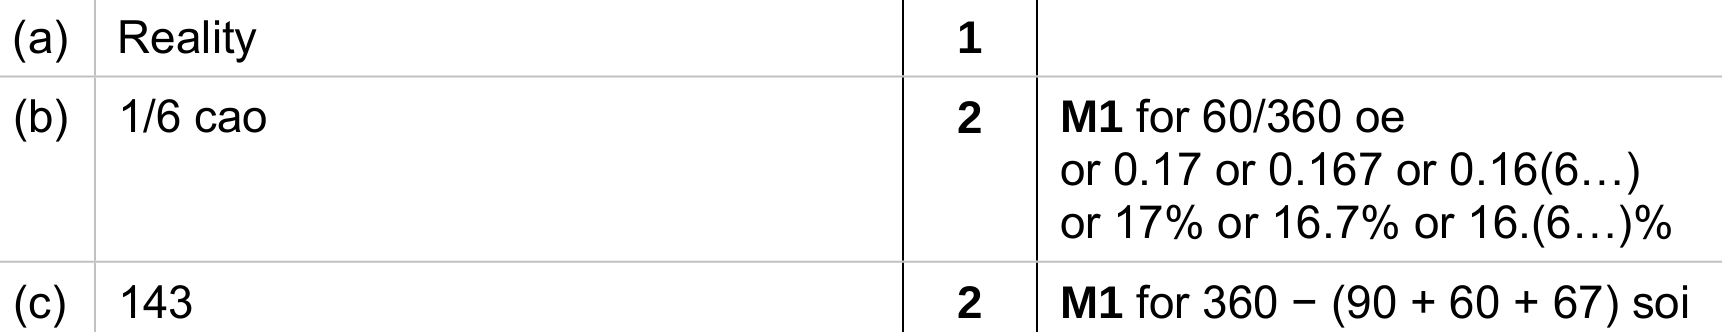 (a) Reality 1
(b) 1/6 cao 2 M1 for 60/360 oe
or 0.17 or 0.167 or 0.16(6…)
or 17% or 16.7% or 16.(6…)%
(c) 143 2 M1 for 360 − (90 + 60 + 67) soi